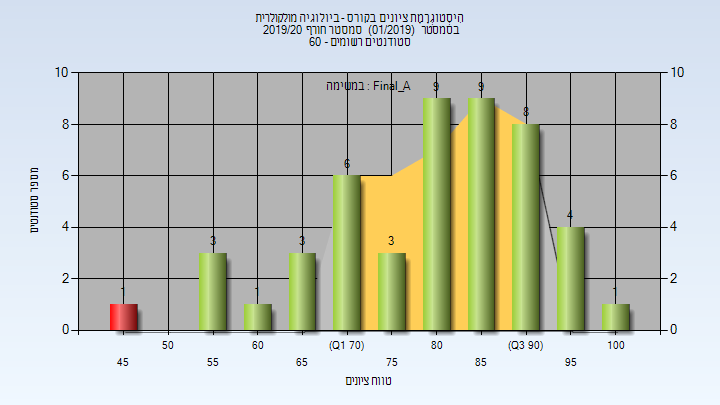 היסטוגרמת ציונים בקורס - ביולוגיה מולקולרית
בסמסטר (01/2019) סמסטר חורף 2019/20
סטודנטים רשומים - 60
במשימה : Final_A
מספר סטודנטים
10 10
8 8
6 6
4 4
2 2
0 0
1 3 1 3 6 3 9 9 8 4 1
45 50 55 60 65 (Q1 70) 75 80 85 (Q3 90) 95 100
טווח ציונים